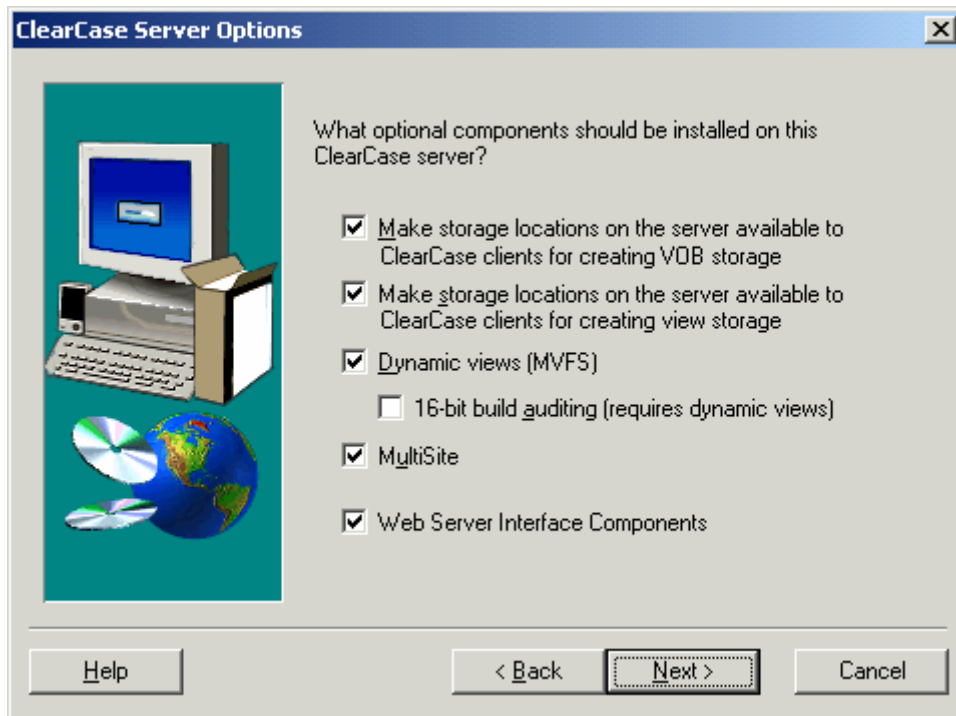 ClearCase Server Options
What optional components should be installed on this
ClearCase server?
Make storage locations on the server available to
ClearCase clients for creating VOB storage
Make storage locations on the server available to
ClearCase clients for creating view storage
Dynamic views (MVFS)
16-bit build auditing (requires dynamic views)
MultiSite
Web Server Interface Components
Help
< Back
Next >
Cancel